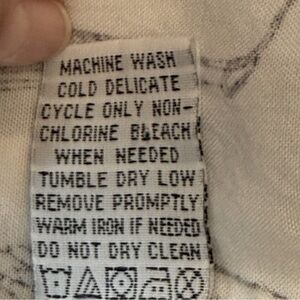 MACHINE WASH
COLD DELICATE
CYCLE ONLY NON-
CHLORINE BLEACH
WHEN NEEDED
TUMBLE DRY LOW
REMOVE PROMPTLY
WARM IRON IF NEEDED
DO NOT DRY CLEAN